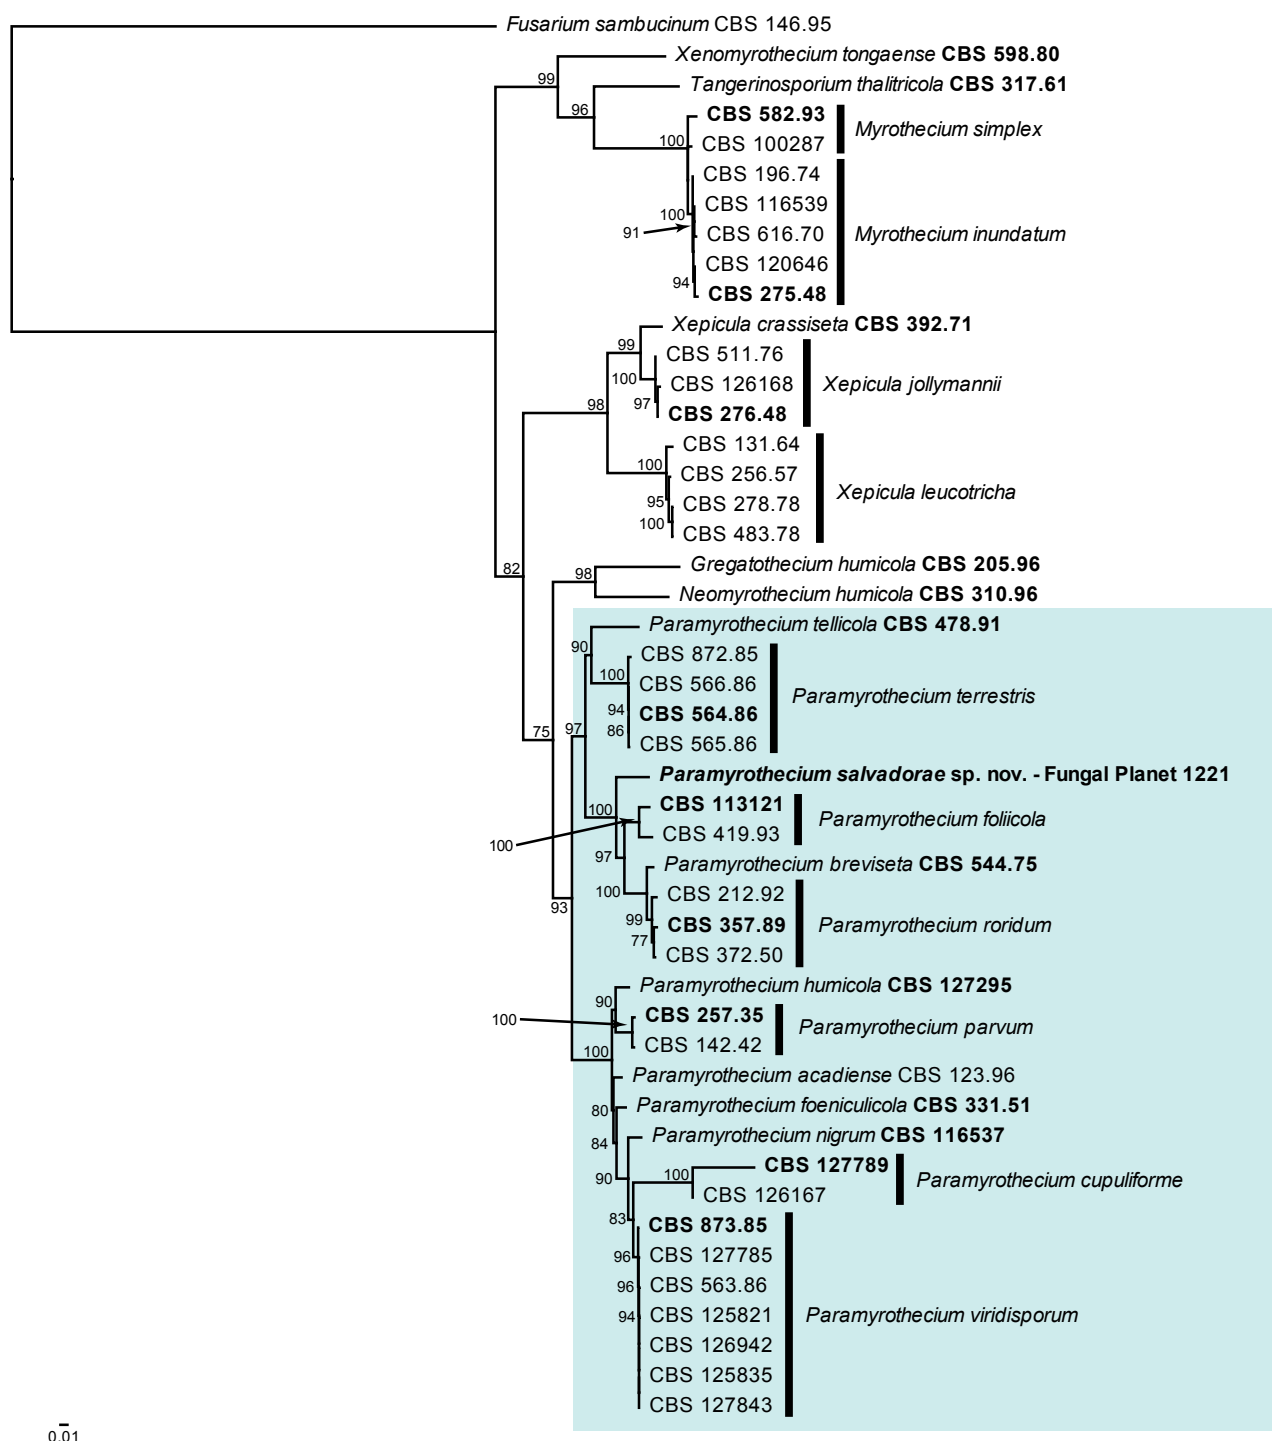 Fusarium sambucinum CBS 146.95
Xenomyrothecium tongaense CBS 598.80
99
Tangerinosporium thalitricola CBS 317.61
96
CBS 582.93
Myrothecium simplex
100
CBS 100287
CBS 196.74
CBS 116539
100
91
CBS 616.70
Myrothecium inundatum
CBS 120646
94
CBS 275.48
Xepicula crassiseta CBS 392.71
99
CBS 511.76
100
CBS 126168
Xepicula jollymannii
97
98
CBS 276.48
CBS 131.64
100
CBS 256.57
Xepicula leucotricha
95
CBS 278.78
100
CBS 483.78
82
Gregatothecium humicola CBS 205.96
98
Neomyrothecium humicola CBS 310.96
Paramyrothecium tellicola CBS 478.91
90
CBS 872.85
100
CBS 566.86
Paramyrothecium terrestris
94
CBS 564.86
97
86
75
CBS 565.86
Paramyrothecium salvadorae sp. nov. - Fungal Planet 1221
100
CBS 113121
Paramyrothecium foliicola
100
CBS 419.93
97
Paramyrothecium breviseta CBS 544.75
100
CBS 212.92
93
99
CBS 357.89
Paramyrothecium roridum
77
CBS 372.50
Paramyrothecium humicola CBS 127295
90
100
CBS 257.35
Paramyrothecium parvum
100
CBS 142.42
Paramyrothecium acadiense CBS 123.96
80
Paramyrothecium foeniculicola CBS 331.51
84
Paramyrothecium nigrum CBS 116537
90
100
CBS 127789
Paramyrothecium cupuliforme
CBS 126167
83
CBS 873.85
96
CBS 127785
96
CBS 563.86
94
CBS 125821
Paramyrothecium viridisporum
CBS 126942
CBS 125835
CBS 127843
0.01